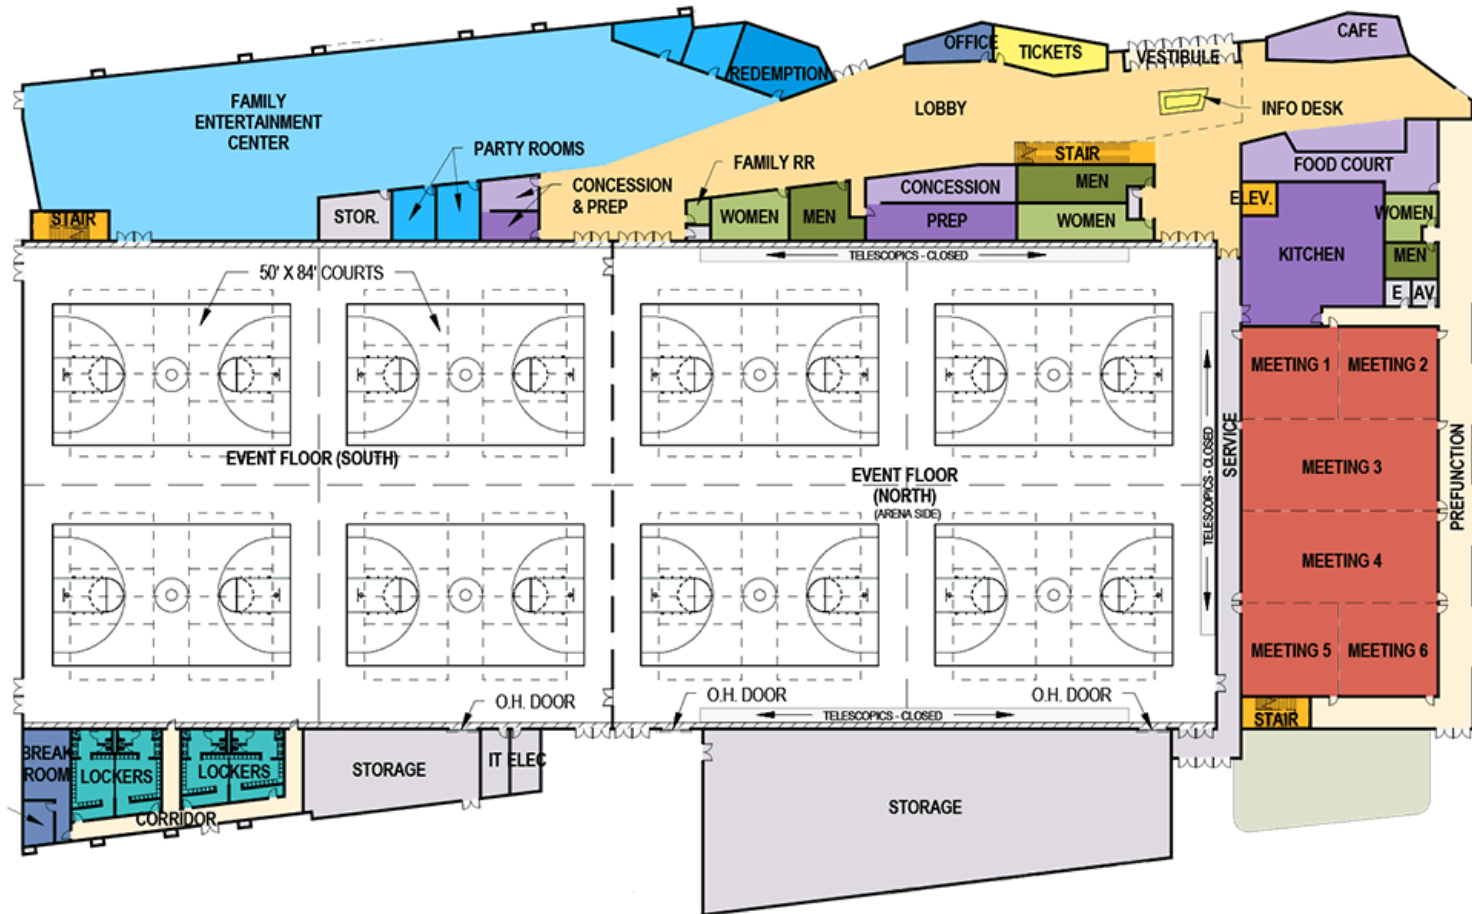 CAFE
OFFICE
TICKETS
VESTIBULE
REDEMPTION
FAMILY
ENTERTAINMENT
CENTER
LOBBY
INFO DESK
PARTY ROOMS
FAMILY RR
STAIR
FOOD COURT
CONCESSION
& PREP
CONCESSION
MEN
ELEV.
STOR.
STAIR
WOMEN
MEN
PREP
WOMEN
WOMEN
MEN
KITCHEN
TELESCOPICS - CLOSED
50' X 84' COURTS
E
AV.
MEETING 1
MEETING 2
SERVICE
TELESCOPICS - CLOSED
PREFUNCTION
EVENT FLOOR (SOUTH)
EVENT FLOOR
(NORTH)
(ARENA SIDE)
MEETING 3
MEETING 4
MEETING 5
MEETING 6
O.H. DOOR
O.H. DOOR
O.H. DOOR
TELESCOPICS - CLOSED
STAIR
BREAK
ROOM
LOCKERS
LOCKERS
STORAGE
IT
ELEC
CORRIDOR
STORAGE